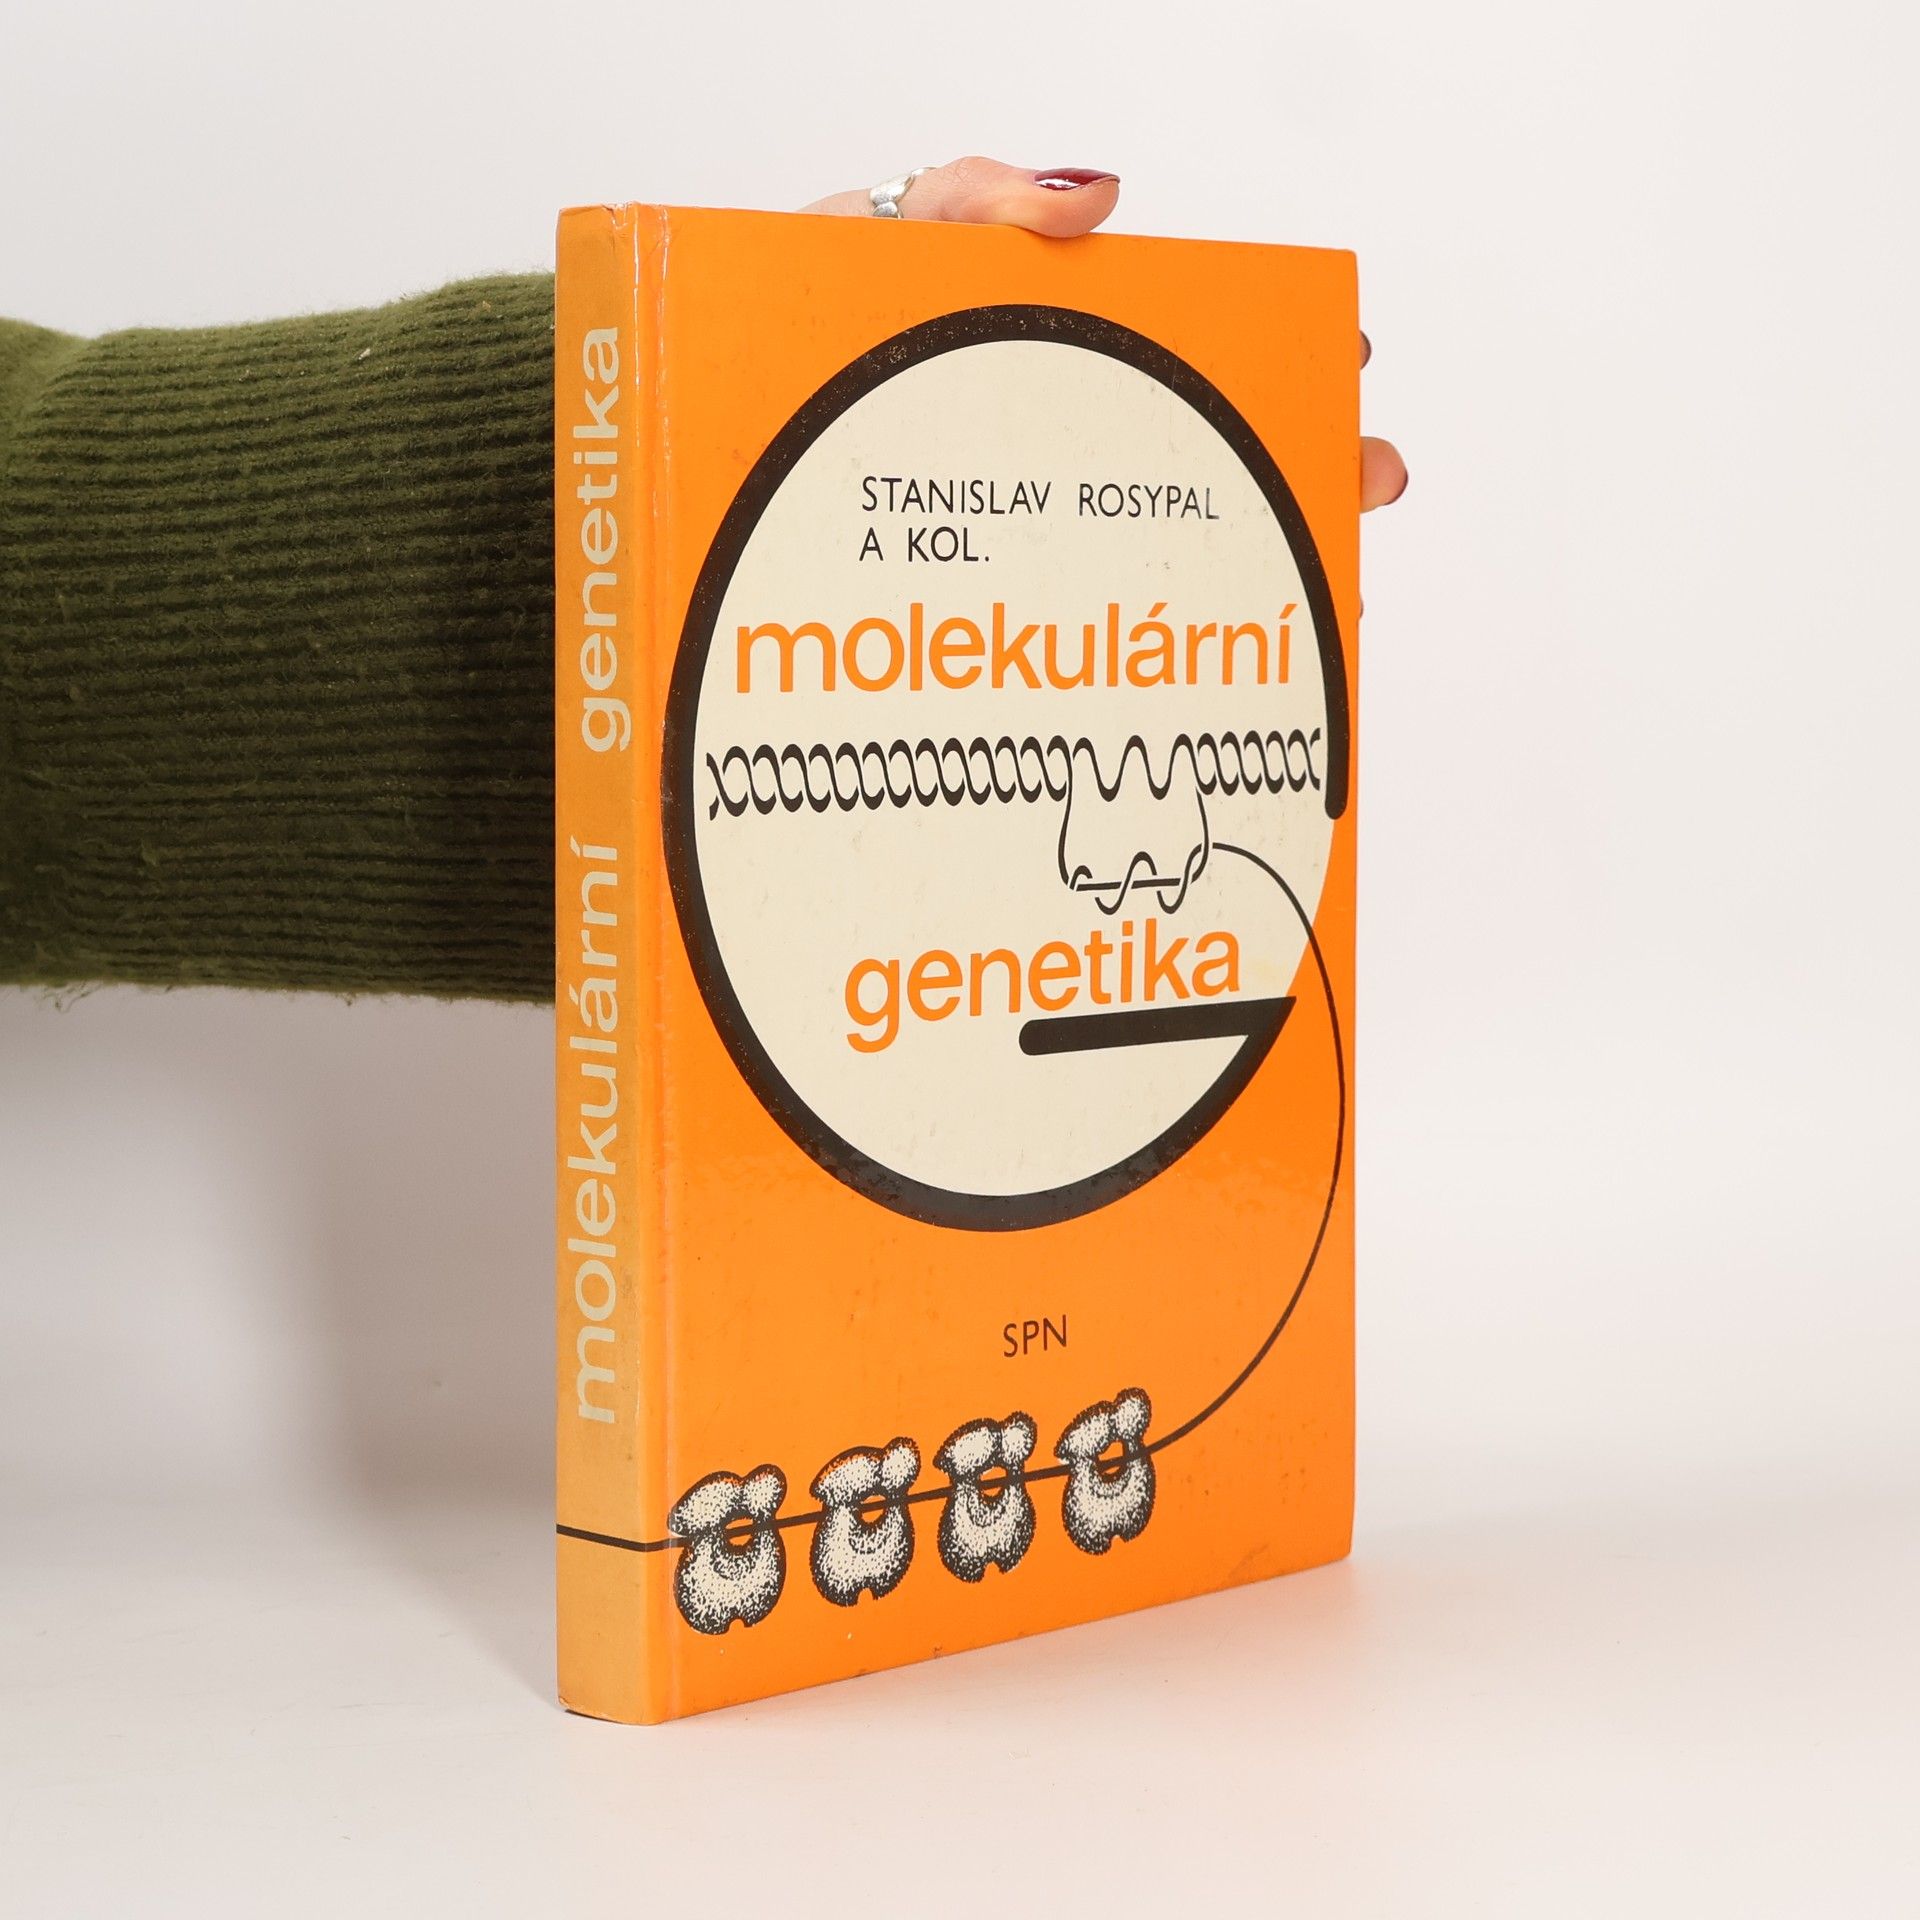 molekulární genetika
STANISLAV ROSYPAL
A KOL.
molekulární
genetika
SPN